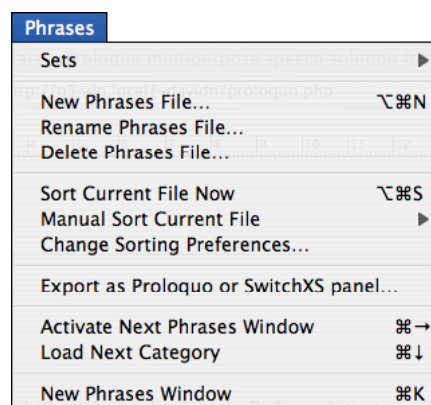 Phrases
Sets ▶
New Phrases File... ⌥⌘N
Rename Phrases File...
Delete Phrases File...
Sort Current File Now ⌥⌘S
Manual Sort Current File ▶
Change Sorting Preferences...
Export as Proloquo or SwitchXS panel...
Activate Next Phrases Window ⌘→
Load Next Category ⌘↓
New Phrases Window ⌘K